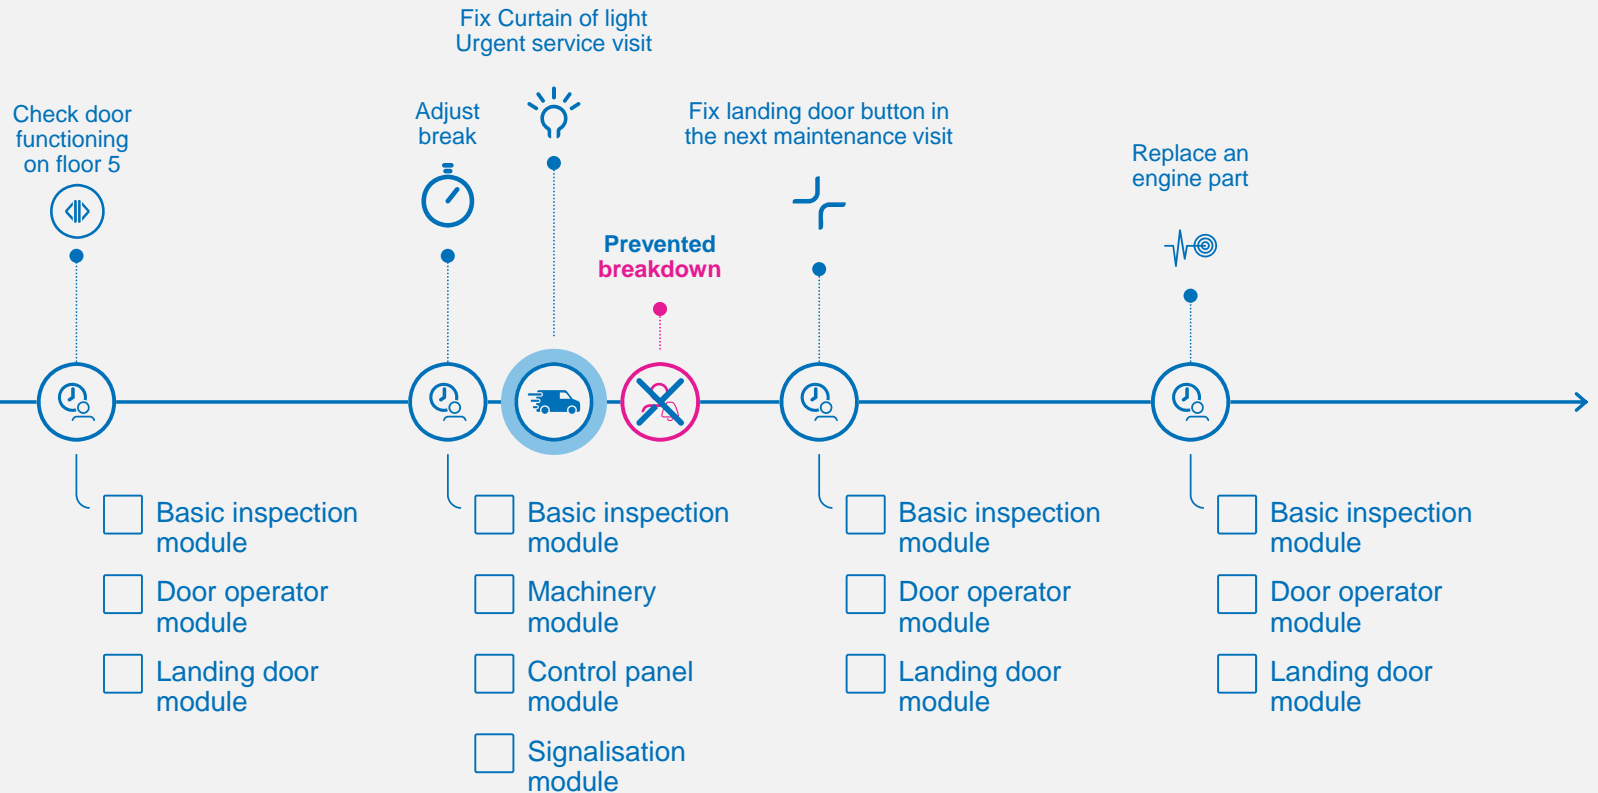 Fix Curtain of light
Urgent service visit
Check door
functioning
on floor 5
Adjust
break
Fix landing door button in
the next maintenance visit
Replace an
engine part
Prevented
breakdown
Basic inspection
module
Door operator
module
Landing door
module
Basic inspection
module
Machinery
module
Control panel
module
Signalisation
module
Basic inspection
module
Door operator
module
Landing door
module
Basic inspection
module
Door operator
module
Landing door
module